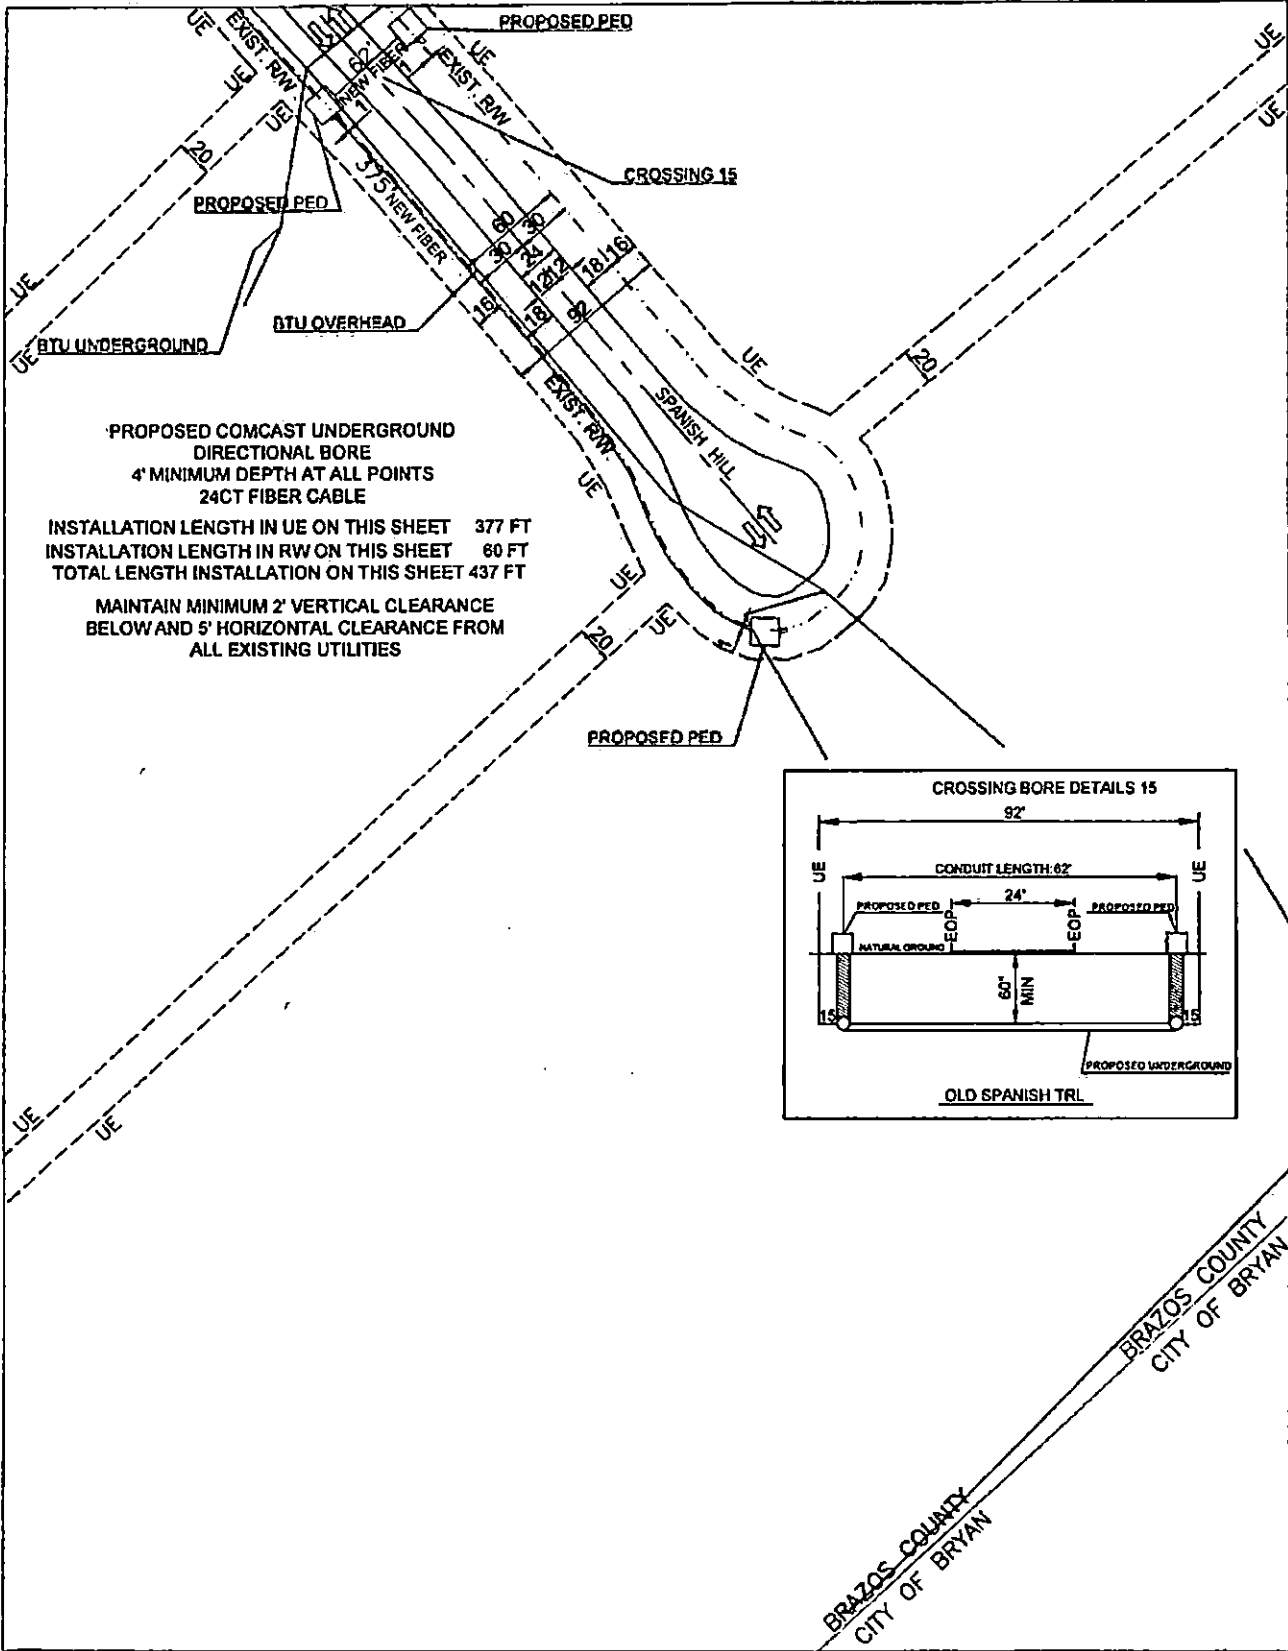 PROPOSED PED
UE
EXIST. R/W
UE
UE
62'
NEW FIBER
1
1
UE
EXIST. R/W
UE
UE
20
PROPOSED PED
375' NEW FIBER
CROSSING 15
60
30
30
24
12
12
18
16
16
18
92
UE
UE
BTU OVERHEAD
BTU UNDERGROUND
EXIST. R/W
UE
SPANISH HILL
UE
20
PROPOSED COMCAST UNDERGROUND
DIRECTIONAL BORE
4' MINIMUM DEPTH AT ALL POINTS
24CT FIBER CABLE
INSTALLATION LENGTH IN UE ON THIS SHEET 377 FT
INSTALLATION LENGTH IN RW ON THIS SHEET 60 FT
TOTAL LENGTH INSTALLATION ON THIS SHEET 437 FT
MAINTAIN MINIMUM 2' VERTICAL CLEARANCE
BELOW AND 5' HORIZONTAL CLEARANCE FROM
ALL EXISTING UTILITIES
UE
UE
20
PROPOSED PED
CROSSING BORE DETAILS 15
92'
UE
UE
CONDUIT LENGTH:62'
24'
PROPOSED PED
EOP
EOP
PROPOSED PED
NATURAL GROUND
60"
MIN
15
15
PROPOSED UNDERGROUND
OLD SPANISH TRL
UE
UE
BRAZOS COUNTY
CITY OF BRYAN
BRAZOS COUNTY
CITY OF BRYAN